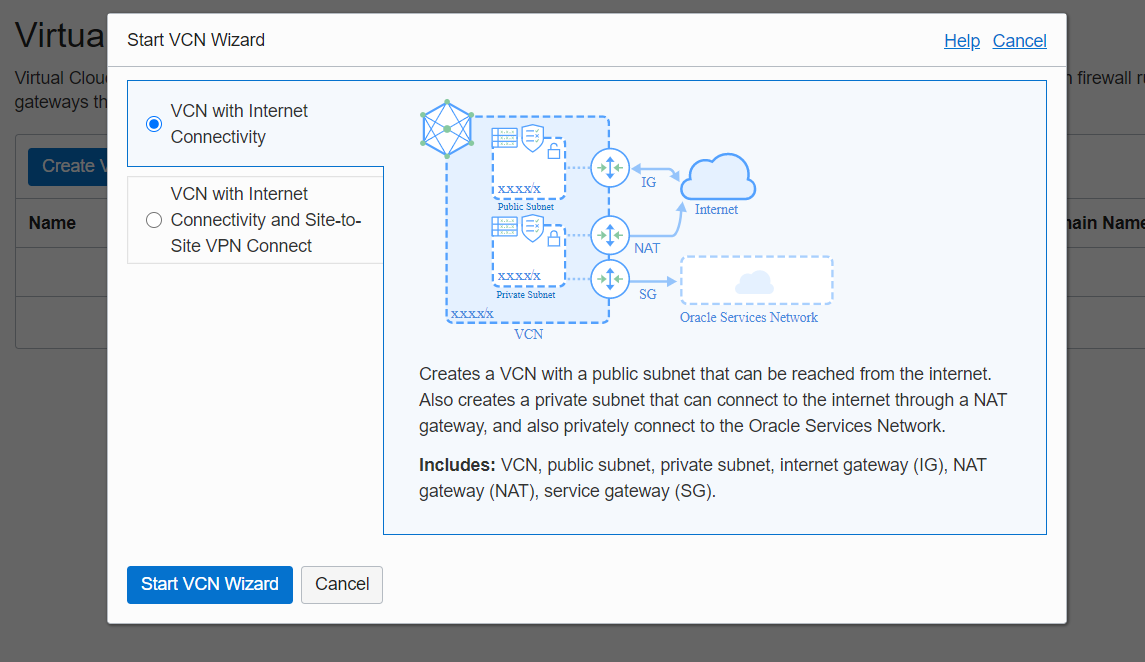 Virtua
Start VCN Wizard
Help Cancel
Virtual Clou
firewall
gateways th
VCN with Internet
Connectivity
VCN with Internet
Connectivity and Site-to-
Site VPN Connect
Create
Name
Name
x.x.x.x/x
Public Subnet
x.x.x.x/x
Private Subnet
x.x.x.x/x
VCN
IG
Internet
NAT
SG
Oracle Services Network
Creates a VCN with a public subnet that can be reached from the internet.
Also creates a private subnet that can connect to the internet through a NAT
gateway, and also privately connect to the Oracle Services Network.
Includes: VCN, public subnet, private subnet, internet gateway (IG), NAT
gateway (NAT), service gateway (SG).
Start VCN Wizard
Cancel